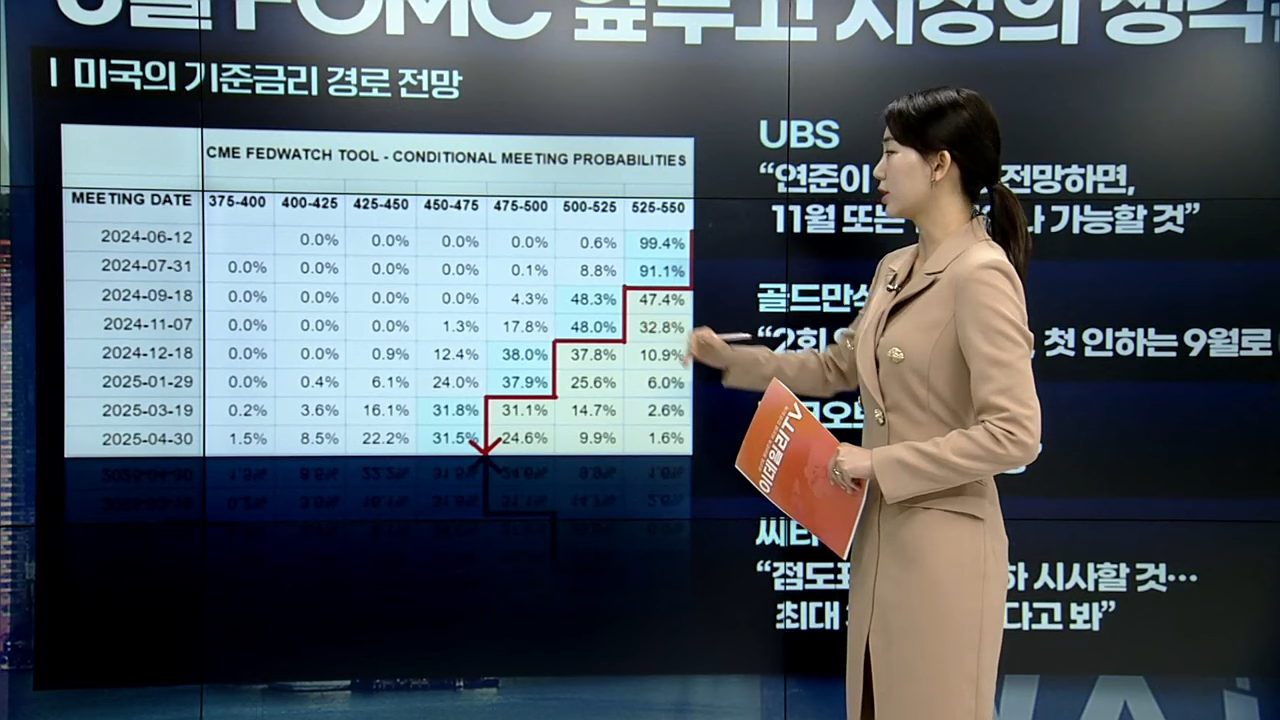 6월 FOMC 앞두고 시장의 생각
미국의 기준금리 경로 전망
CME FEDWATCH TOOL - CONDITIONAL MEETING PROBABILITIES
MEETING DATE 375-400 400-425 425-450 450-475 475-500 500-525 525-550
2024-06-12 0.0% 0.0% 0.0% 0.0% 0.6% 99.4%
2024-07-31 0.0% 0.0% 0.0% 0.0% 0.1% 8.8% 91.1%
2024-09-18 0.0% 0.0% 0.0% 0.0% 4.3% 48.3% 47.4%
2024-11-07 0.0% 0.0% 0.0% 1.3% 17.8% 48.0% 32.8%
2024-12-18 0.0% 0.0% 0.9% 12.4% 38.0% 37.8% 10.9%
2025-01-29 0.0% 0.4% 6.1% 24.0% 37.9% 25.6% 6.0%
2025-03-19 0.2% 3.6% 16.1% 31.8% 31.1% 14.7% 2.6%
2025-04-30 1.5% 8.5% 22.2% 31.5% 24.6% 9.9% 1.6%
UBS
“연준이 전망하면,
11월 또는 가능할 것”
골드만
“2회 첫 인하는 9월로
씨티
“점도표 시사할 것…
최대 다고 봐”
이데일리TV